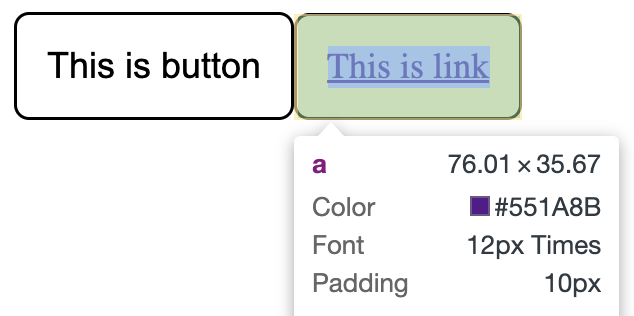 This is button
This is link
a 76.01 × 35.67
Color #551A8B
Font 12px Times
Padding 10px